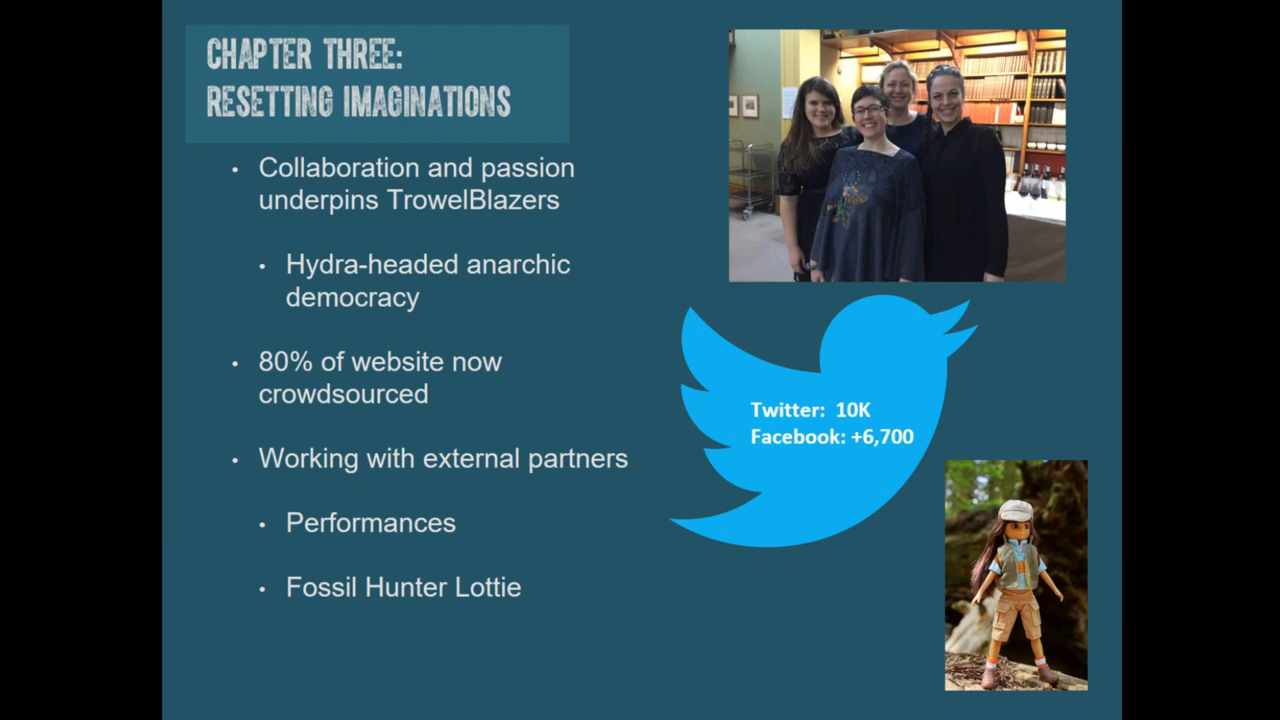 CHAPTER THREE:
RESETTING IMAGINATIONS
• Collaboration and passion
underpins TrowelBlazers
• Hydra-headed anarchic
democracy
• 80% of website now
crowdsourced
• Working with external partners
• Performances
• Fossil Hunter Lottie
Twitter: 10K
Facebook: +6,700